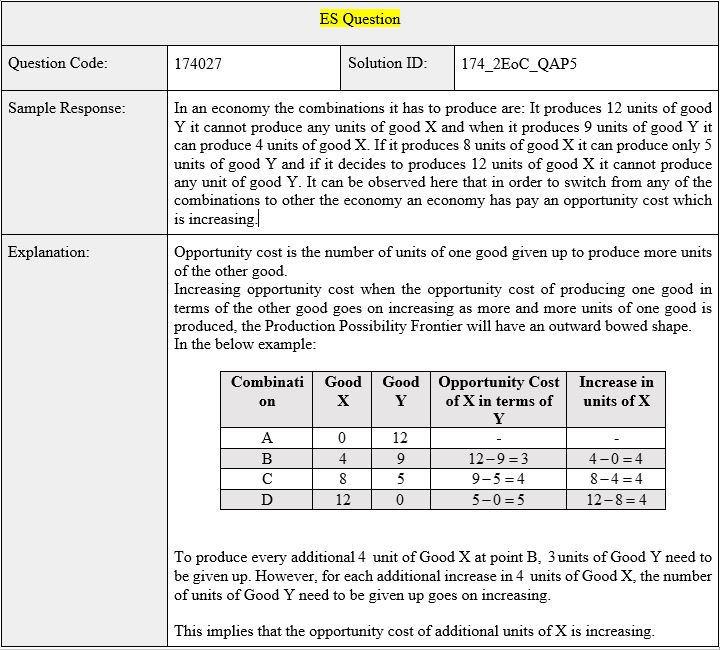 ES Question
Question Code:
174027
Solution ID:
174_2EoC_QAP5
Sample Response:
In an economy the combinations it has to produce are: It produces 12 units of good
Y it cannot produce any units of good X and when it produces 9 units of good Y it
can produce 4 units of good X. If it produces 8 units of good X it can produce only 5
units of good Y and if it decides to produces 12 units of good X it cannot produce
any unit of good Y. It can be observed here that in order to switch from any of the
combinations to other the economy an economy has pay an opportunity cost which
is increasing.
Explanation:
Opportunity cost is the number of units of one good given up to produce more units
of the other good.
Increasing opportunity cost when the opportunity cost of producing one good in
terms of the other good goes on increasing as more and more units of one good is
produced, the Production Possibility Frontier will have an outward bowed shape.
In the below example:
Combinati
on
Good
X
Good
Y
Opportunity Cost
of X in terms of
Y
Increase in
units of X
A 0 12 - -
B 4 9 12−9=3 4−0=4
C 8 5 9−5=4 8−4=4
D 12 0 5−0=5 12−8=4
To produce every additional 4 unit of Good X at point B, 3 units of Good Y need to
be given up. However, for each additional increase in 4 units of Good X, the number
of units of Good Y need to be given up goes on increasing.
This implies that the opportunity cost of additional units of X is increasing.